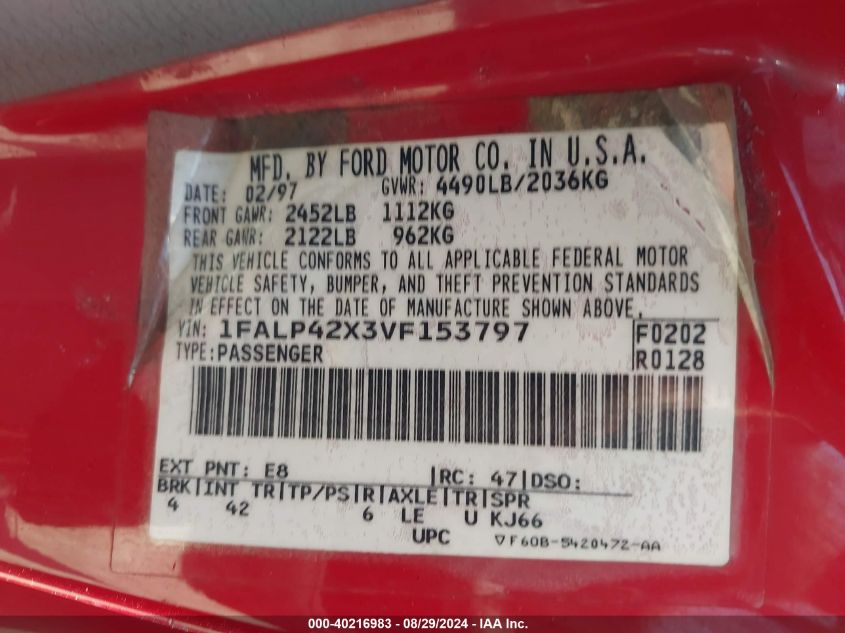 MFD. BY FORD MOTOR CO. IN U.S.A.
DATE: 02/97 GVWR: 4490LB/2036KG
FRONT GAWR: 2452LB 1112KG
REAR GAWR: 2122LB 962KG
THIS VEHICLE CONFORMS TO ALL APPLICABLE FEDERAL MOTOR
VEHICLE SAFETY, BUMPER, AND THEFT PREVENTION STANDARDS
IN EFFECT ON THE DATE OF MANUFACTURE SHOWN ABOVE.
VIN: 1FALP42X3VF153797 F0202
TYPE: PASSENGER R0128
EXT PNT: E8 |RC: 47|DSO:
BRK|INT TR|TP/PS|R|AXLE|TR|SPR
4 42 6 LE U KJ66
UPC ▽F60B-5420472-AA
000-40216983 - 08/29/2024 - IAA Inc.